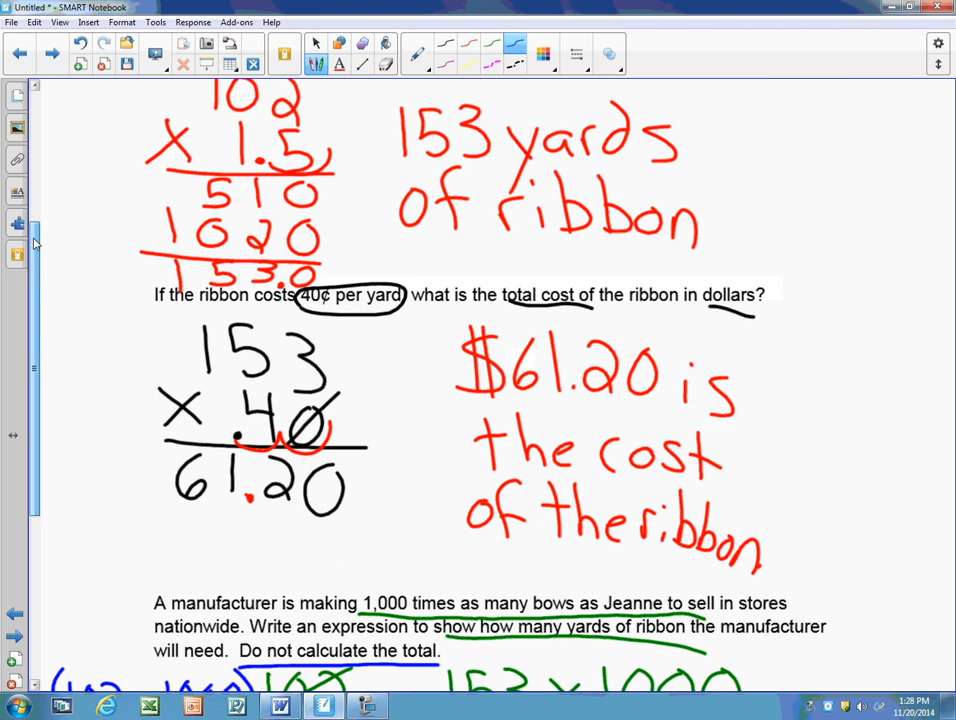 Untitled * - SMART Notebook
File Edit View Insert Format Tools Response Add-ons Help
102
x 1.5
510
1020
153.0
153 yards
of ribbon
If the ribbon costs 40¢ per yard, what is the total cost of the ribbon in dollars?
153
x .40
61.20
$61.20 is
the cost
of the ribbon
A manufacturer is making 1,000 times as many bows as Jeanne to sell in stores
nationwide. Write an expression to show how many yards of ribbon the manufacturer
will need. Do not calculate the total.
153 x 1000
1:28 PM
11/20/2014